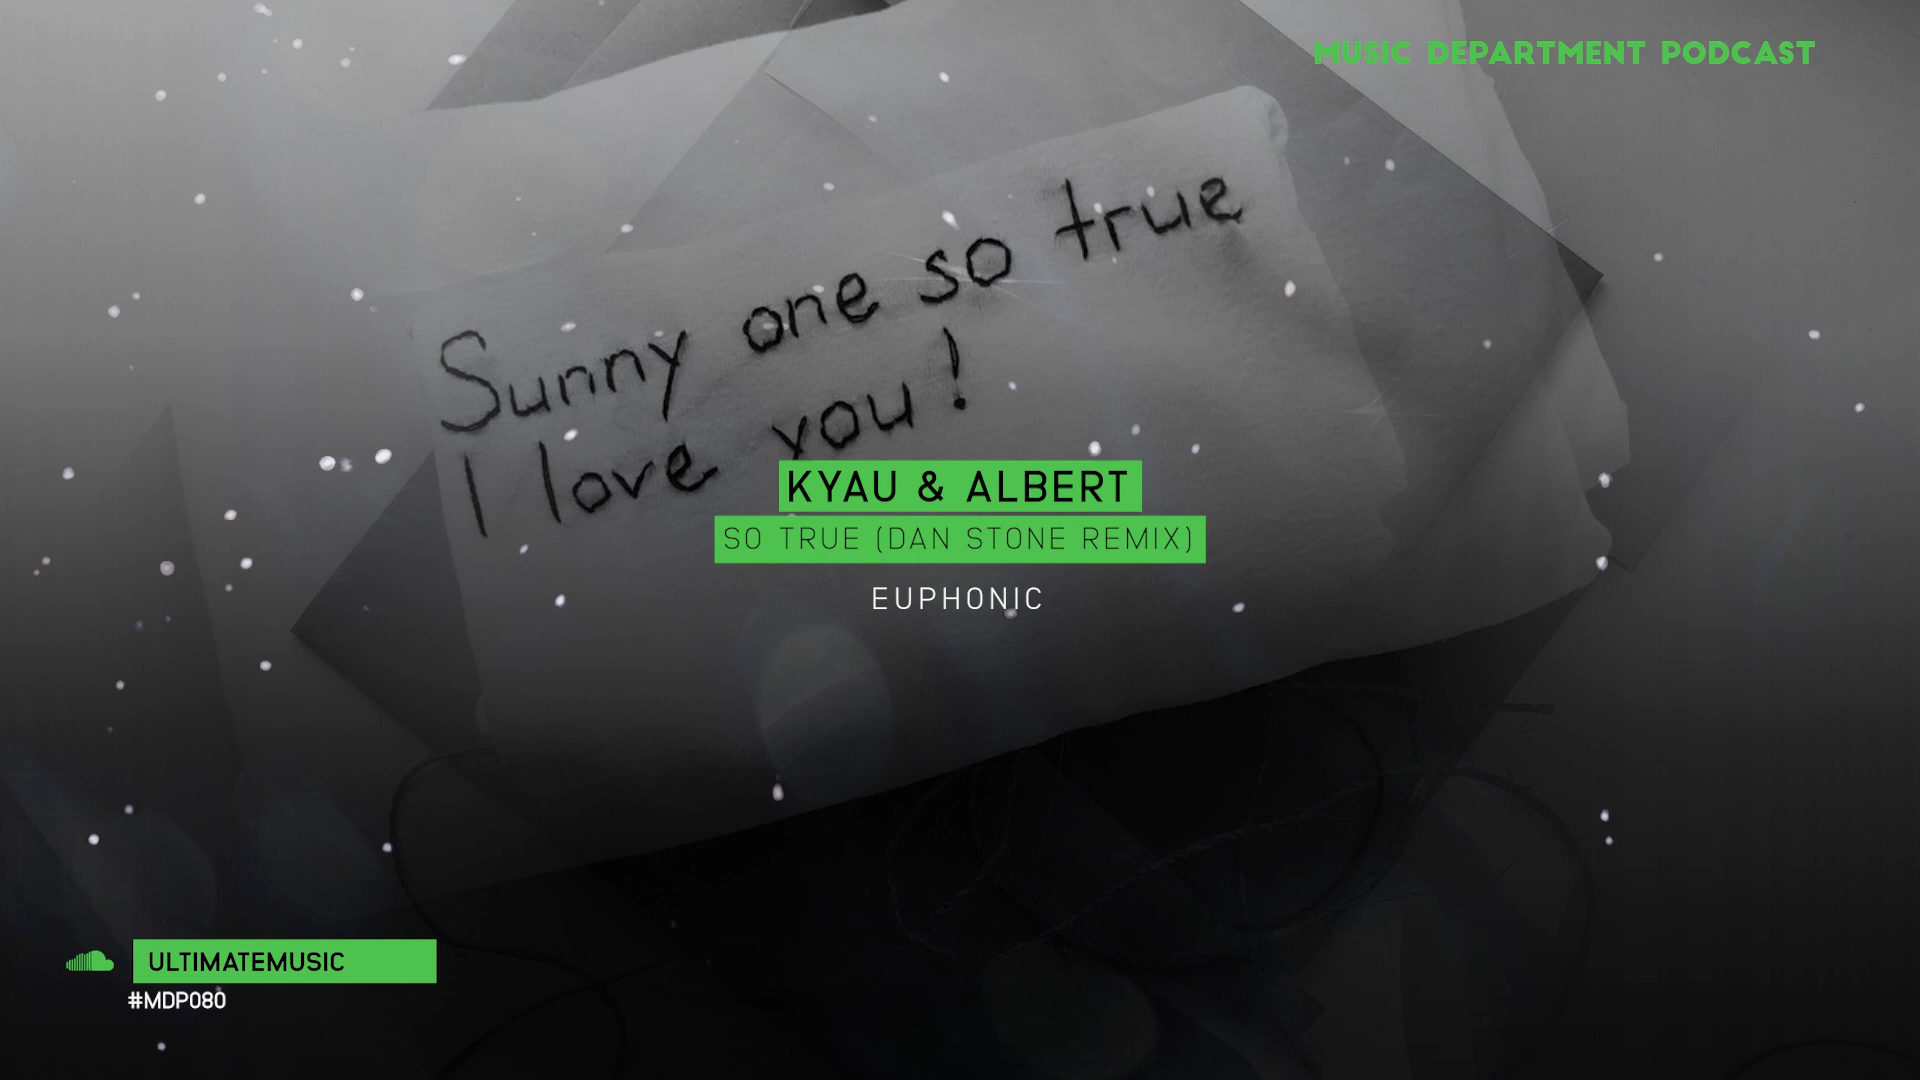 MUSIC DEPARTMENT PODCAST
Sunny one so true
I love you!
KYAU & ALBERT
SO TRUE (DAN STONE REMIX)
EUPHONIC
ULTIMATEMUSIC
#MDP080